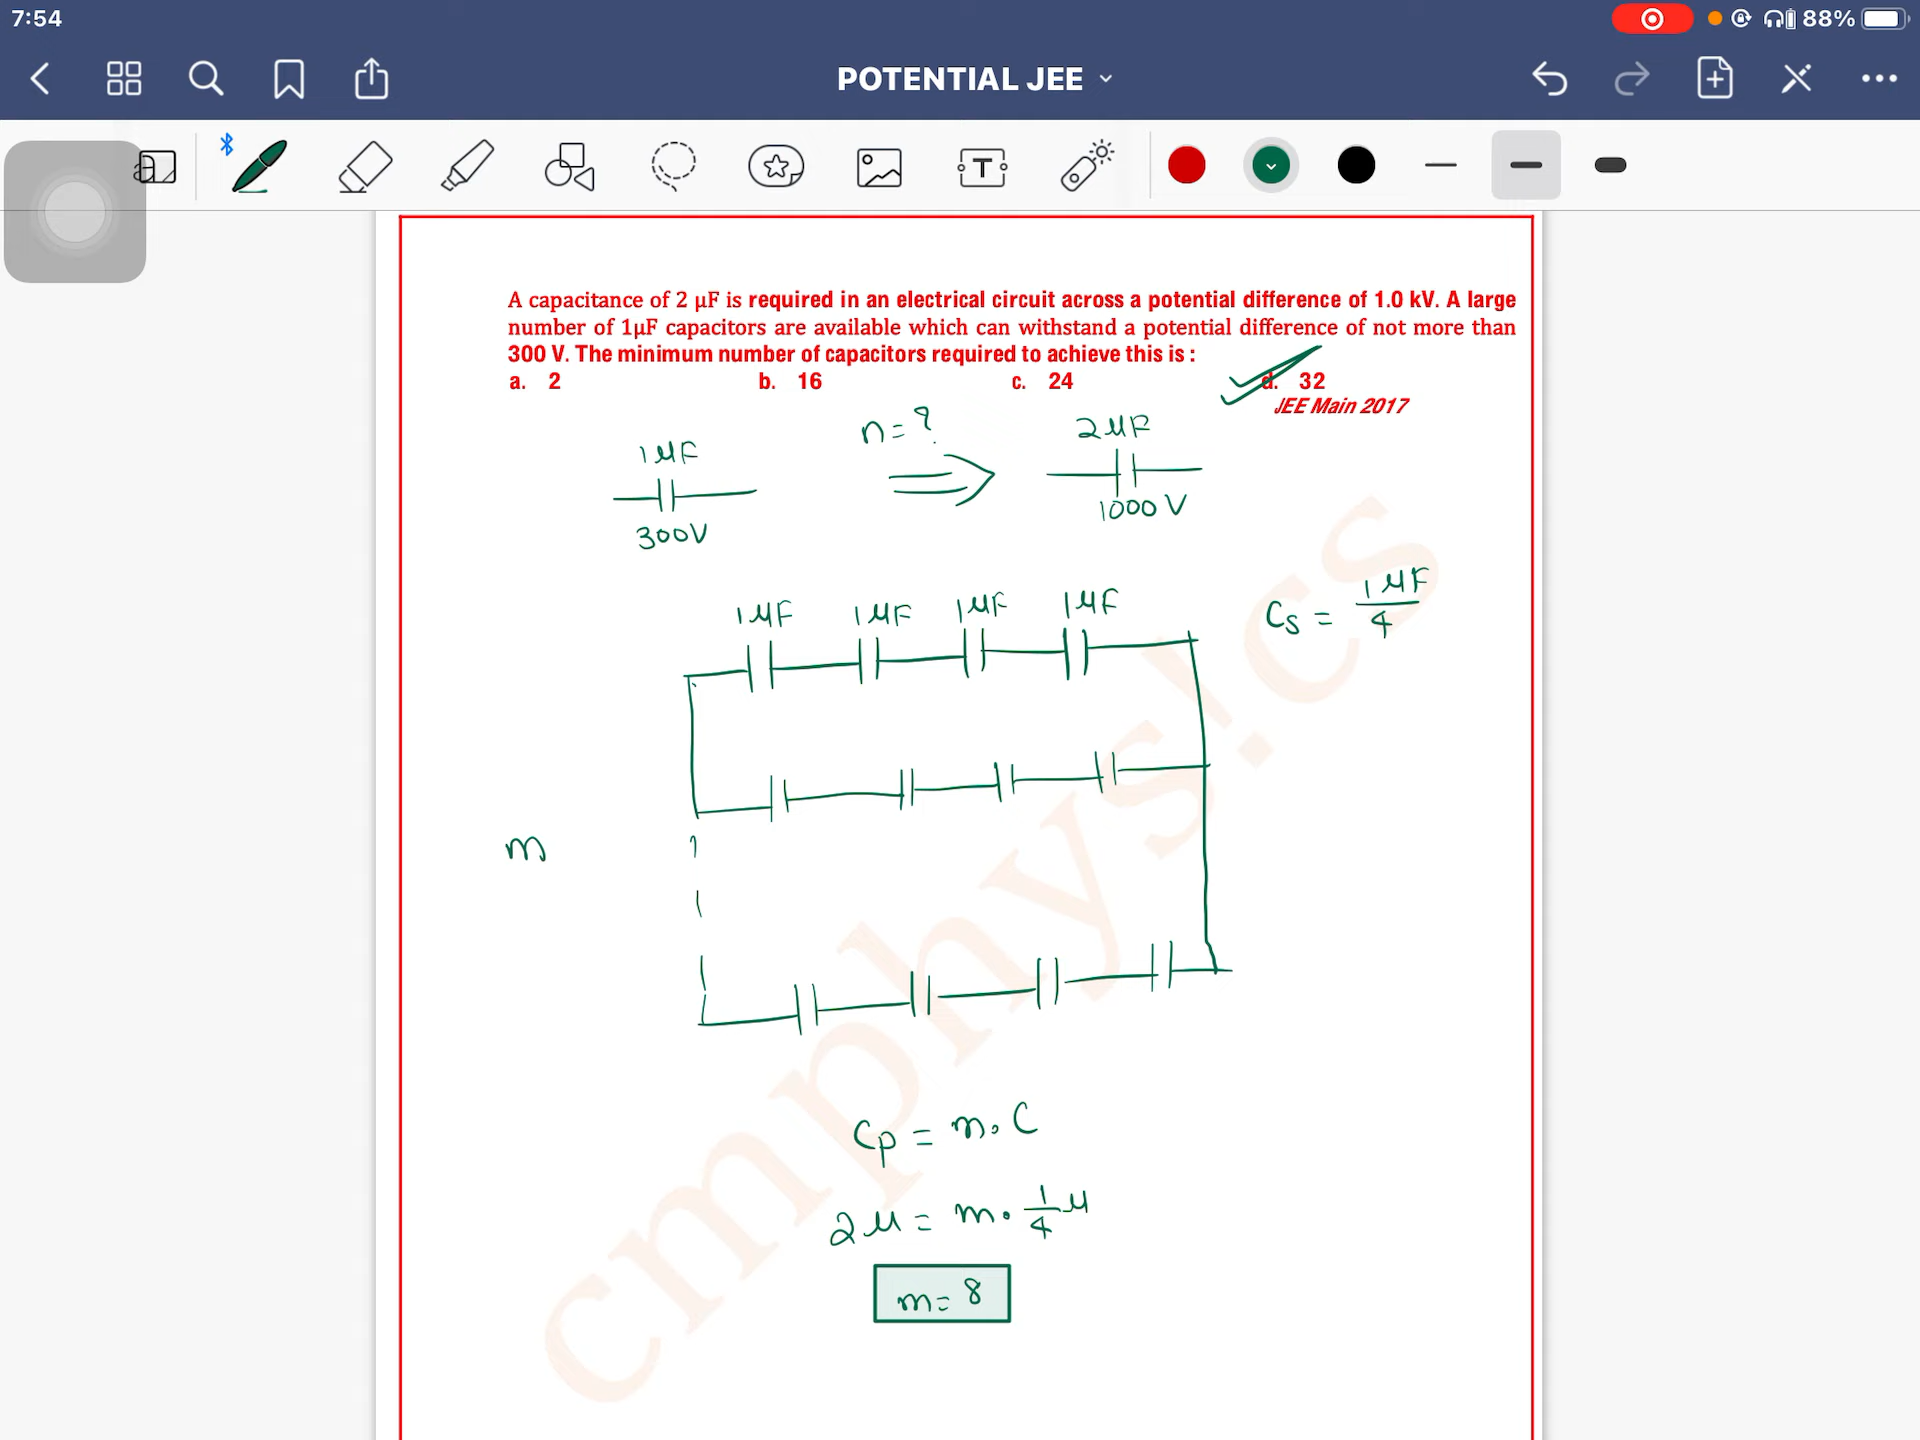 7:54
88%
POTENTIAL JEE
A capacitance of 2 μF is required in an electrical circuit across a potential difference of 1.0 kV. A large
number of 1μF capacitors are available which can withstand a potential difference of not more than
300 V. The minimum number of capacitors required to achieve this is :
a. 2 b. 16 c. 24 d. 32
JEE Main 2017
1μF n=? 2μF
300V 1000V
1μF 1μF 1μF 1μF Cs = 1μF/4
m
Cp = m. C
2μ = m. 1/4 μ
m= 8
cmphys!cs